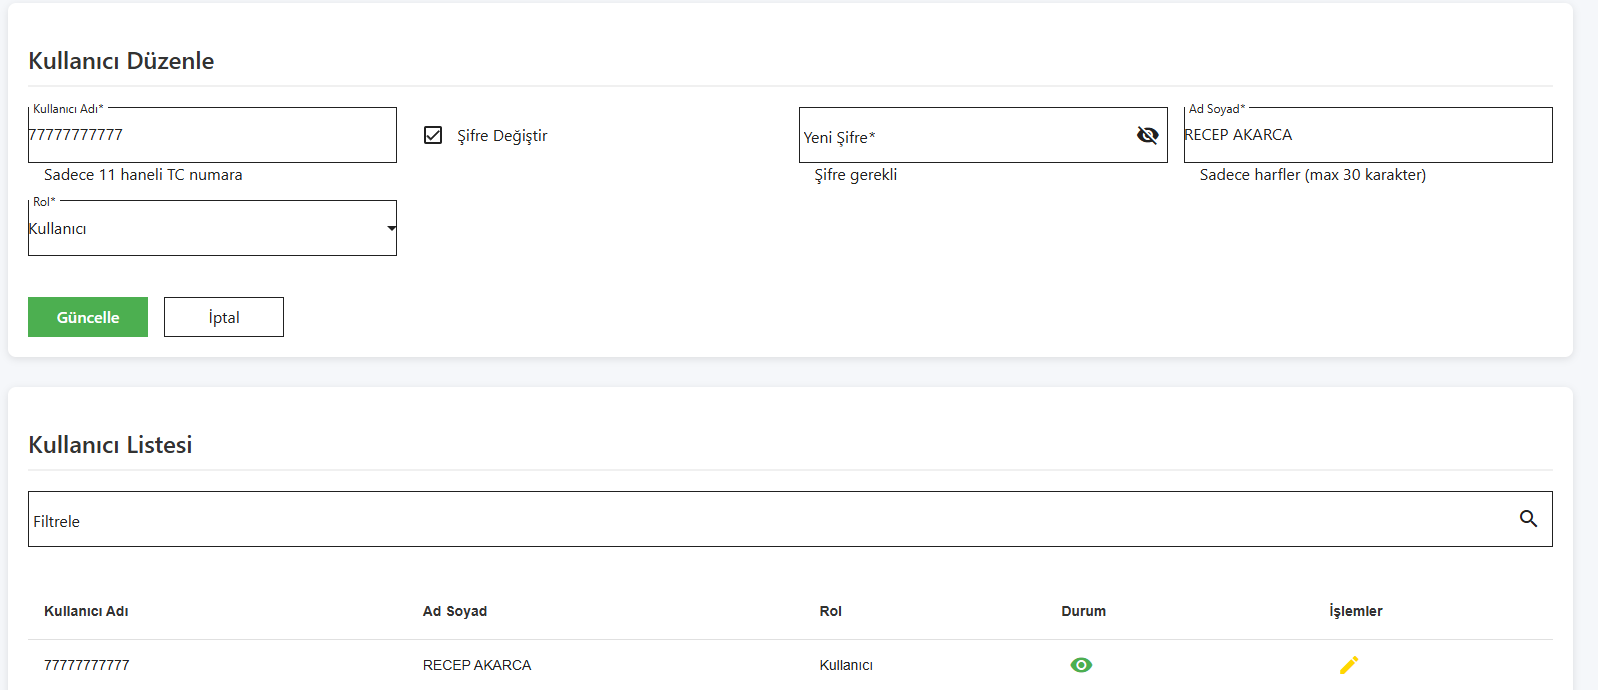 Kullanıcı Düzenle
Kullanıcı Adı*
77777777777
Sadece 11 haneli TC numara
Şifre Değiştir
Yeni Şifre*
Şifre gerekli
Ad Soyad*
RECEP AKARCA
Sadece harfler (max 30 karakter)
Rol*
Kullanıcı
Güncelle
İptal
Kullanıcı Listesi
Filtrele
Kullanıcı Adı Ad Soyad Rol Durum İşlemler
77777777777 RECEP AKARCA Kullanıcı